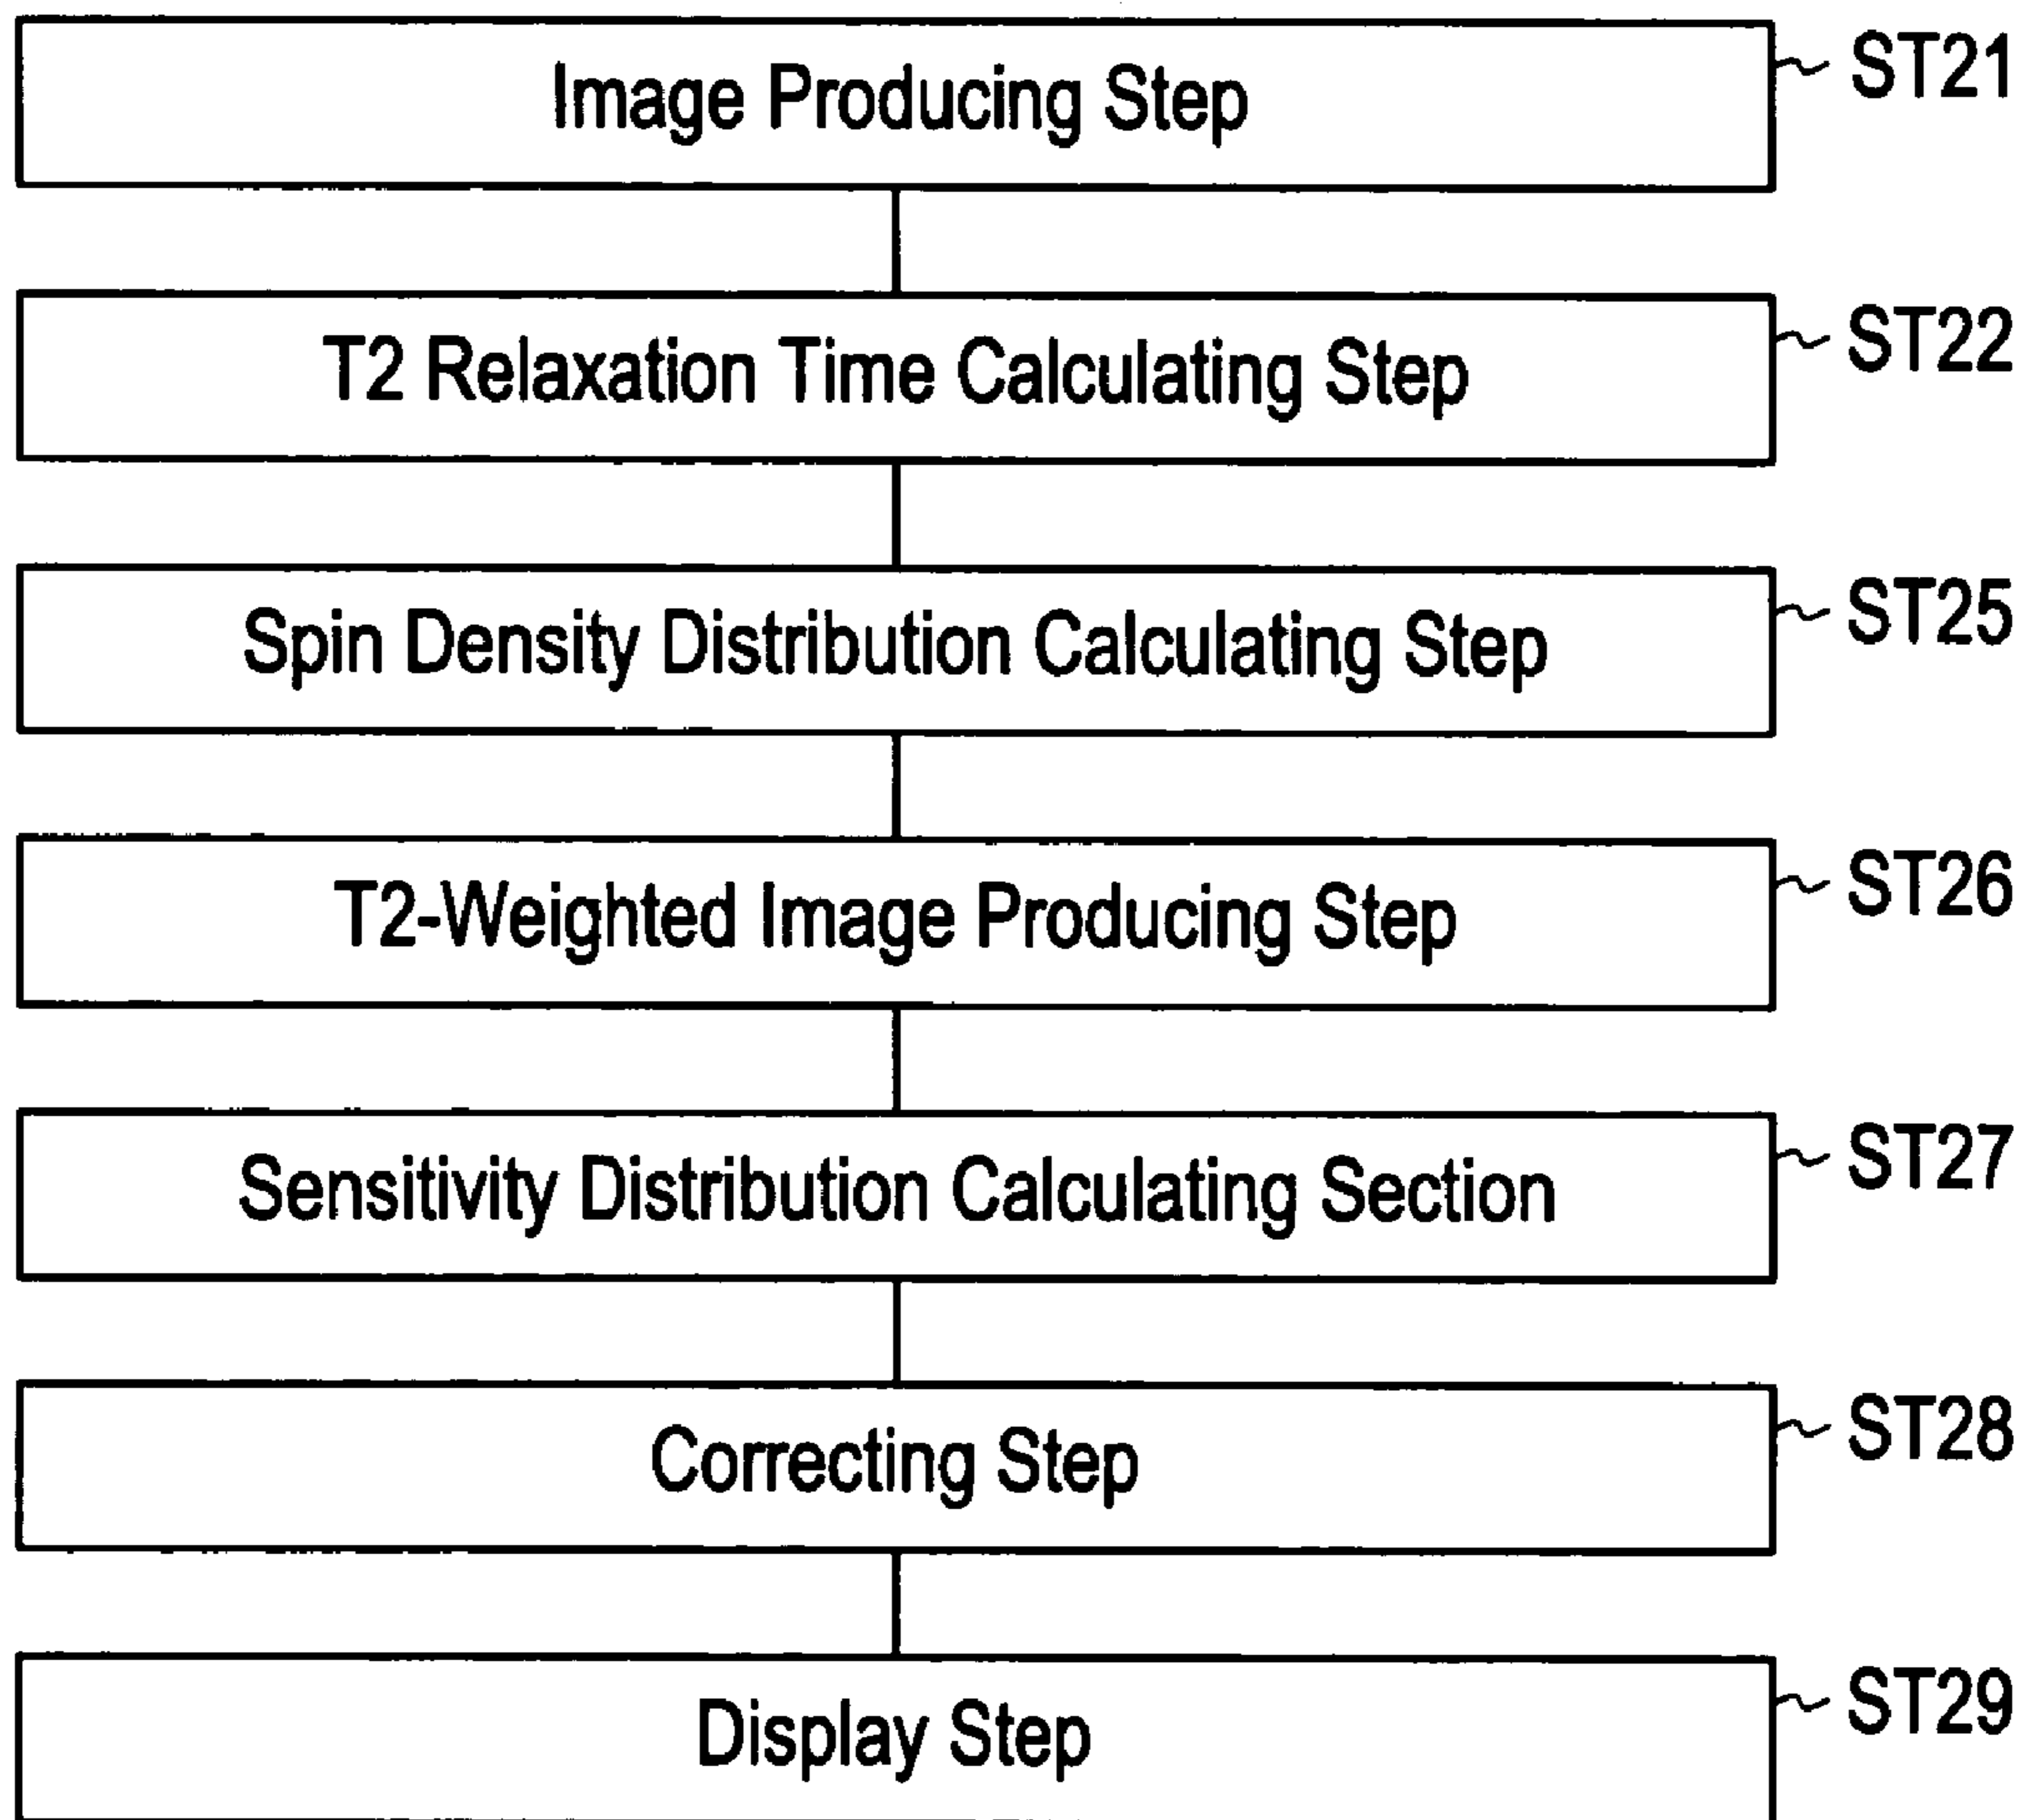 Image Producing Step ST21
T2 Relaxation Time Calculating Step ST22
Spin Density Distribution Calculating Step ST25
T2-Weighted Image Producing Step ST26
Sensitivity Distribution Calculating Section ST27
Correcting Step ST28
Display Step ST29